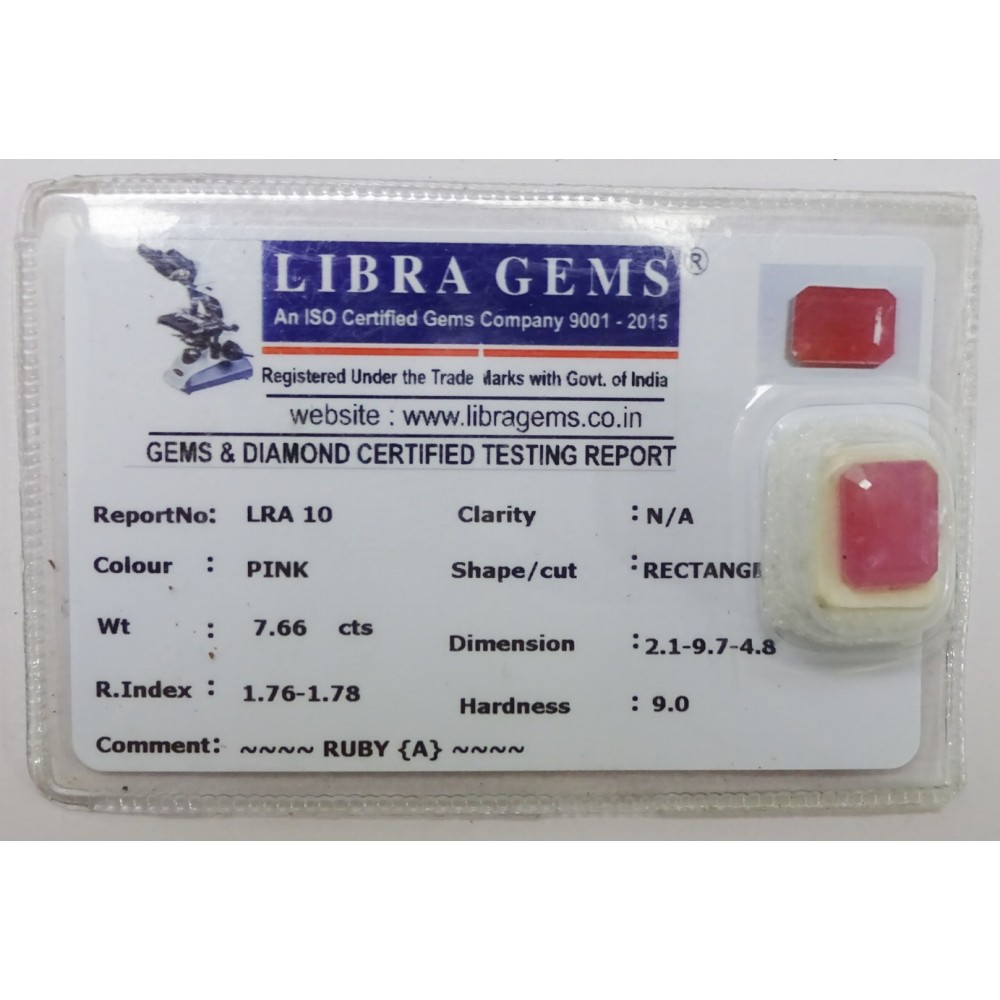 LIBRA GEMS ®
An ISO Certified Gems Company 9001 - 2015
Registered Under the Trade Marks with Govt. of India
website : www.libragems.co.in
GEMS & DIAMOND CERTIFIED TESTING REPORT
ReportNo: LRA 10 Clarity : N/A
Colour : PINK Shape/cut : RECTANG
Wt : 7.66 cts Dimension : 2.1-9.7-4.8
R.Index : 1.76-1.78 Hardness : 9.0
Comment: ~~~~ RUBY {A} ~~~~